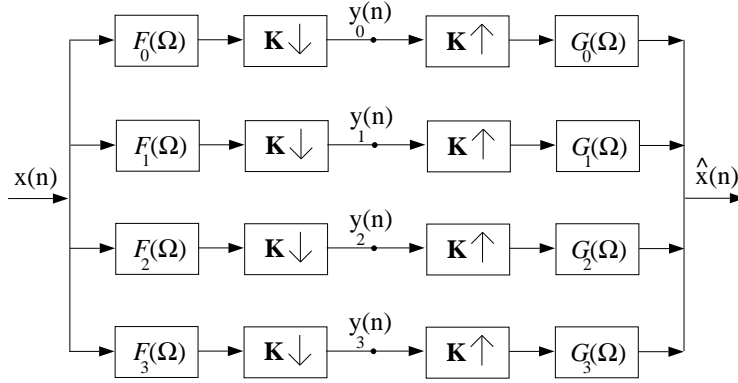 F₀(Ω) K↓ y₀(n) K↑ G₀(Ω)
F₁(Ω) K↓ y₁(n) K↑ G₁(Ω)
x(n) x̂(n)
F₂(Ω) K↓ y₂(n) K↑ G₂(Ω)
F₃(Ω) K↓ y₃(n) K↑ G₃(Ω)